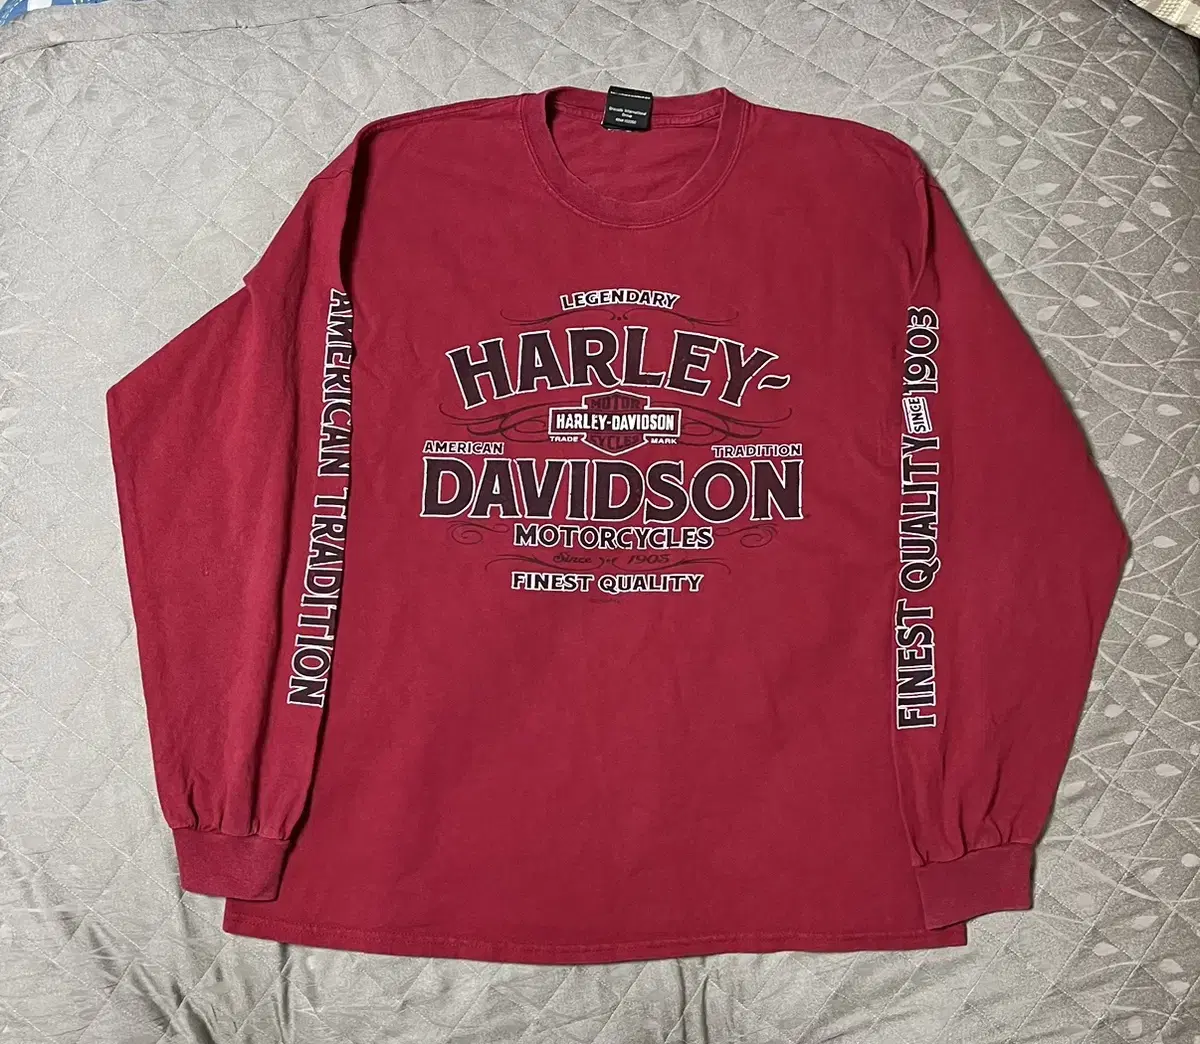 LEGENDARY
HARLEY-
MOTOR
HARLEY-DAVIDSON
TRADE MARK
CYCLES
AMERICAN TRADITION
DAVIDSON
MOTORCYCLES
Since 1903
FINEST QUALITY
AMERICAN TRADITION
FINEST QUALITY SINCE 1903